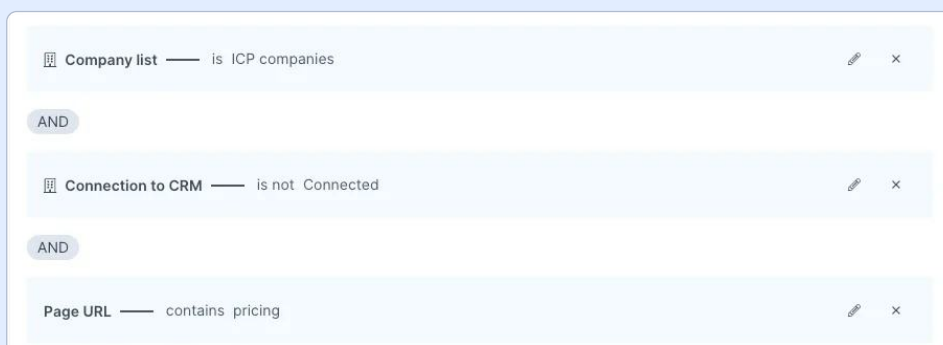 Company list is ICP companies
AND
Connection to CRM is not Connected
AND
Page URL contains pricing